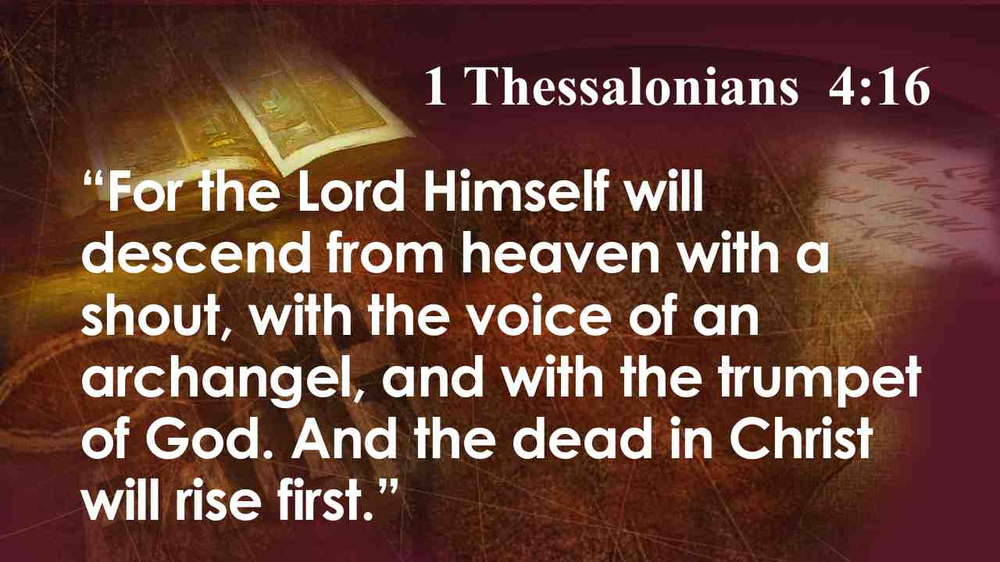 1 Thessalonians 4:16
“For the Lord Himself will
descend from heaven with a
shout, with the voice of an
archangel, and with the trumpet
of God. And the dead in Christ
will rise first.”